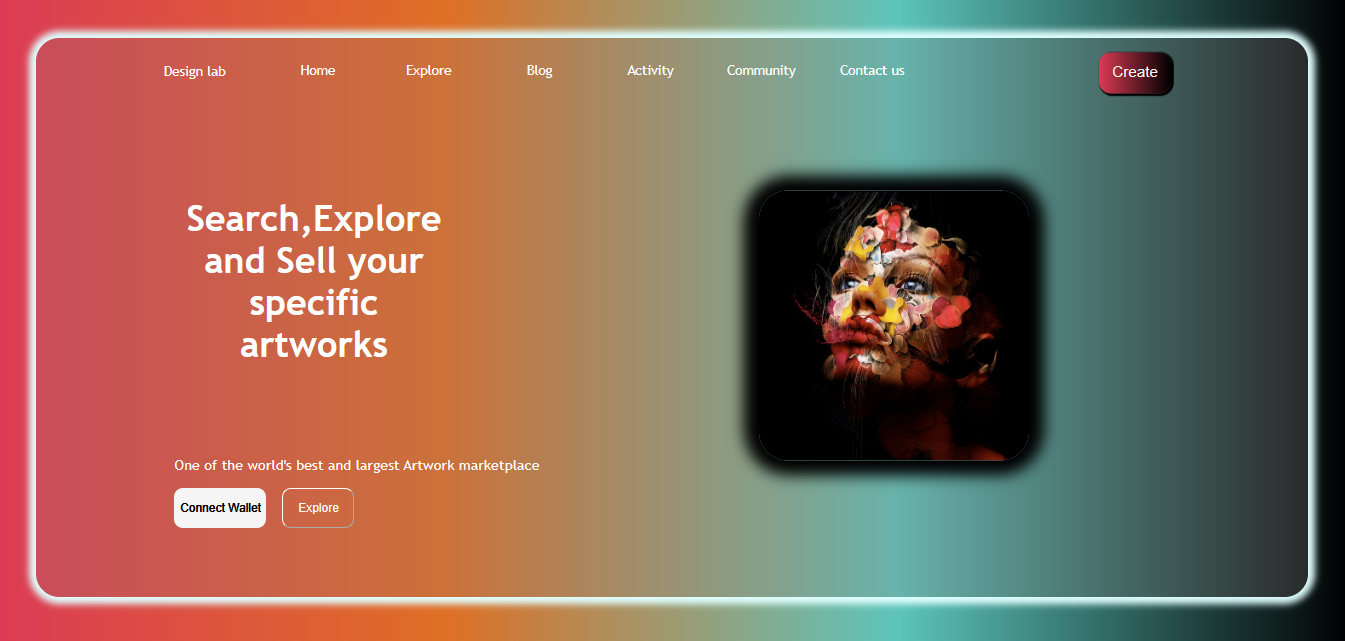 Design lab Home Explore Blog Activity Community Contact us Create
Search,Explore
and Sell your
specific
artworks
One of the world's best and largest Artwork marketplace
Connect Wallet Explore